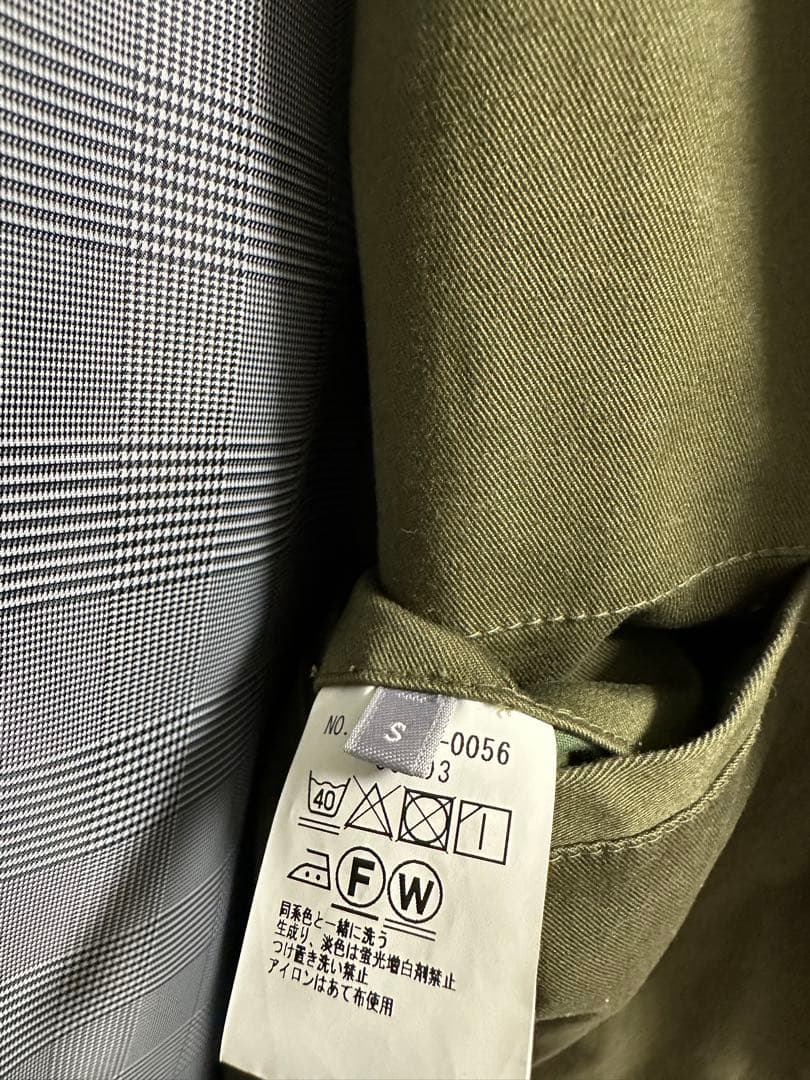 NO. -0056
S
03
40
F W
同系色と一緒に洗う
生成り、淡色は蛍光増白剤禁止
つけ置き洗い禁止
アイロンはあて布使用